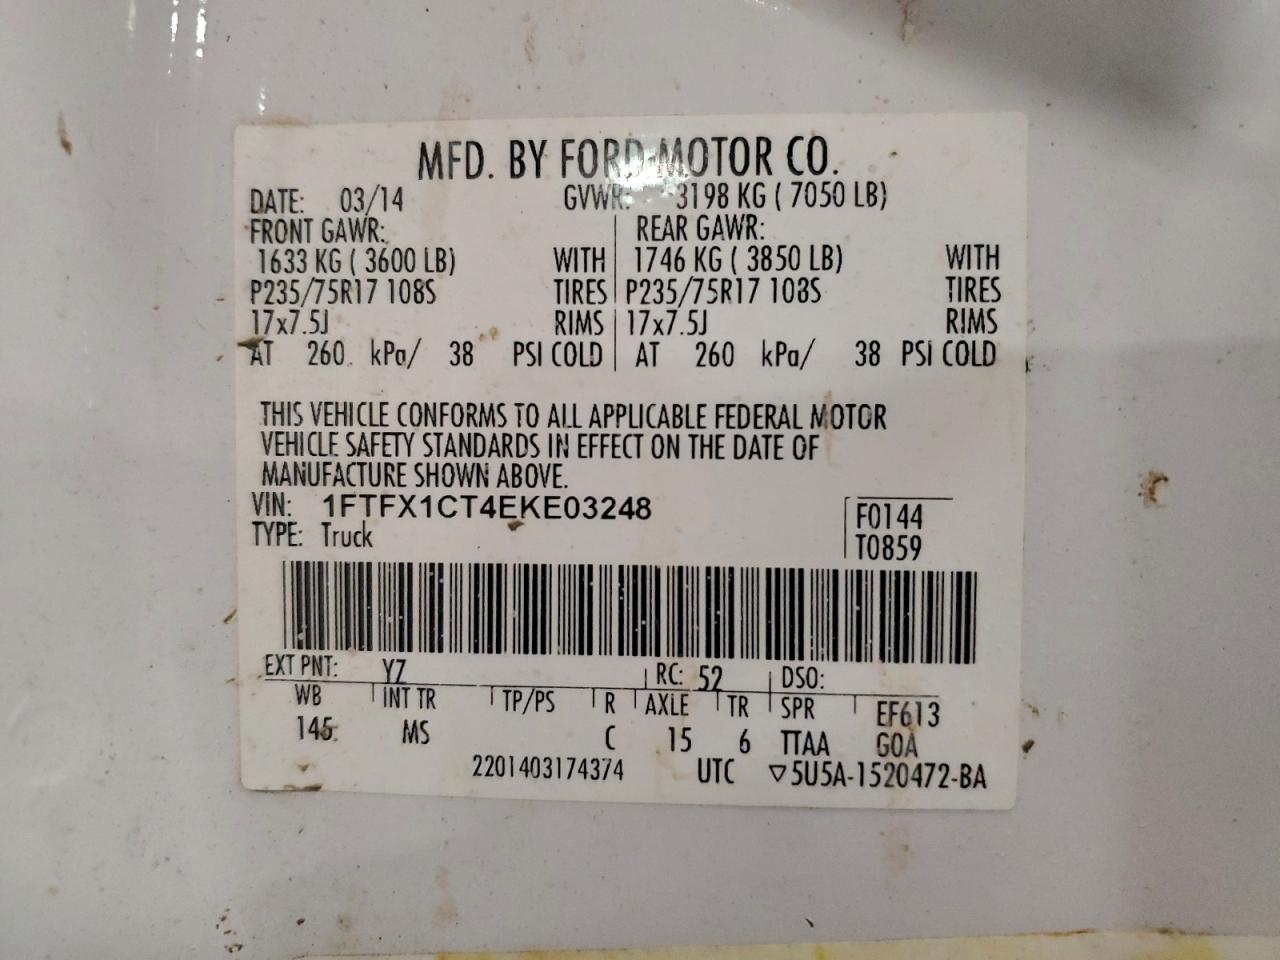 MFD. BY FORD MOTOR CO.
DATE: 03/14 GVWR: 3198 KG ( 7050 LB)
FRONT GAWR: REAR GAWR:
1633 KG ( 3600 LB) WITH 1746 KG ( 3850 LB) WITH
P235/75R17 108S TIRES P235/75R17 108S TIRES
17x7.5J RIMS 17x7.5J RIMS
AT 260 kPa/ 38 PSI COLD AT 260 kPa/ 38 PSI COLD
THIS VEHICLE CONFORMS TO ALL APPLICABLE FEDERAL MOTOR
VEHICLE SAFETY STANDARDS IN EFFECT ON THE DATE OF
MANUFACTURE SHOWN ABOVE.
VIN: 1FTFX1CT4EKE03248 F0144
TYPE: Truck T0859
EXT PNT: YZ RC: 52 DSO:
WB INT TR TP/PS R AXLE TR SPR EF613
145 MS C 15 6 TTAA GOA
2201403174374 UTC ▽5U5A-1520472-BA